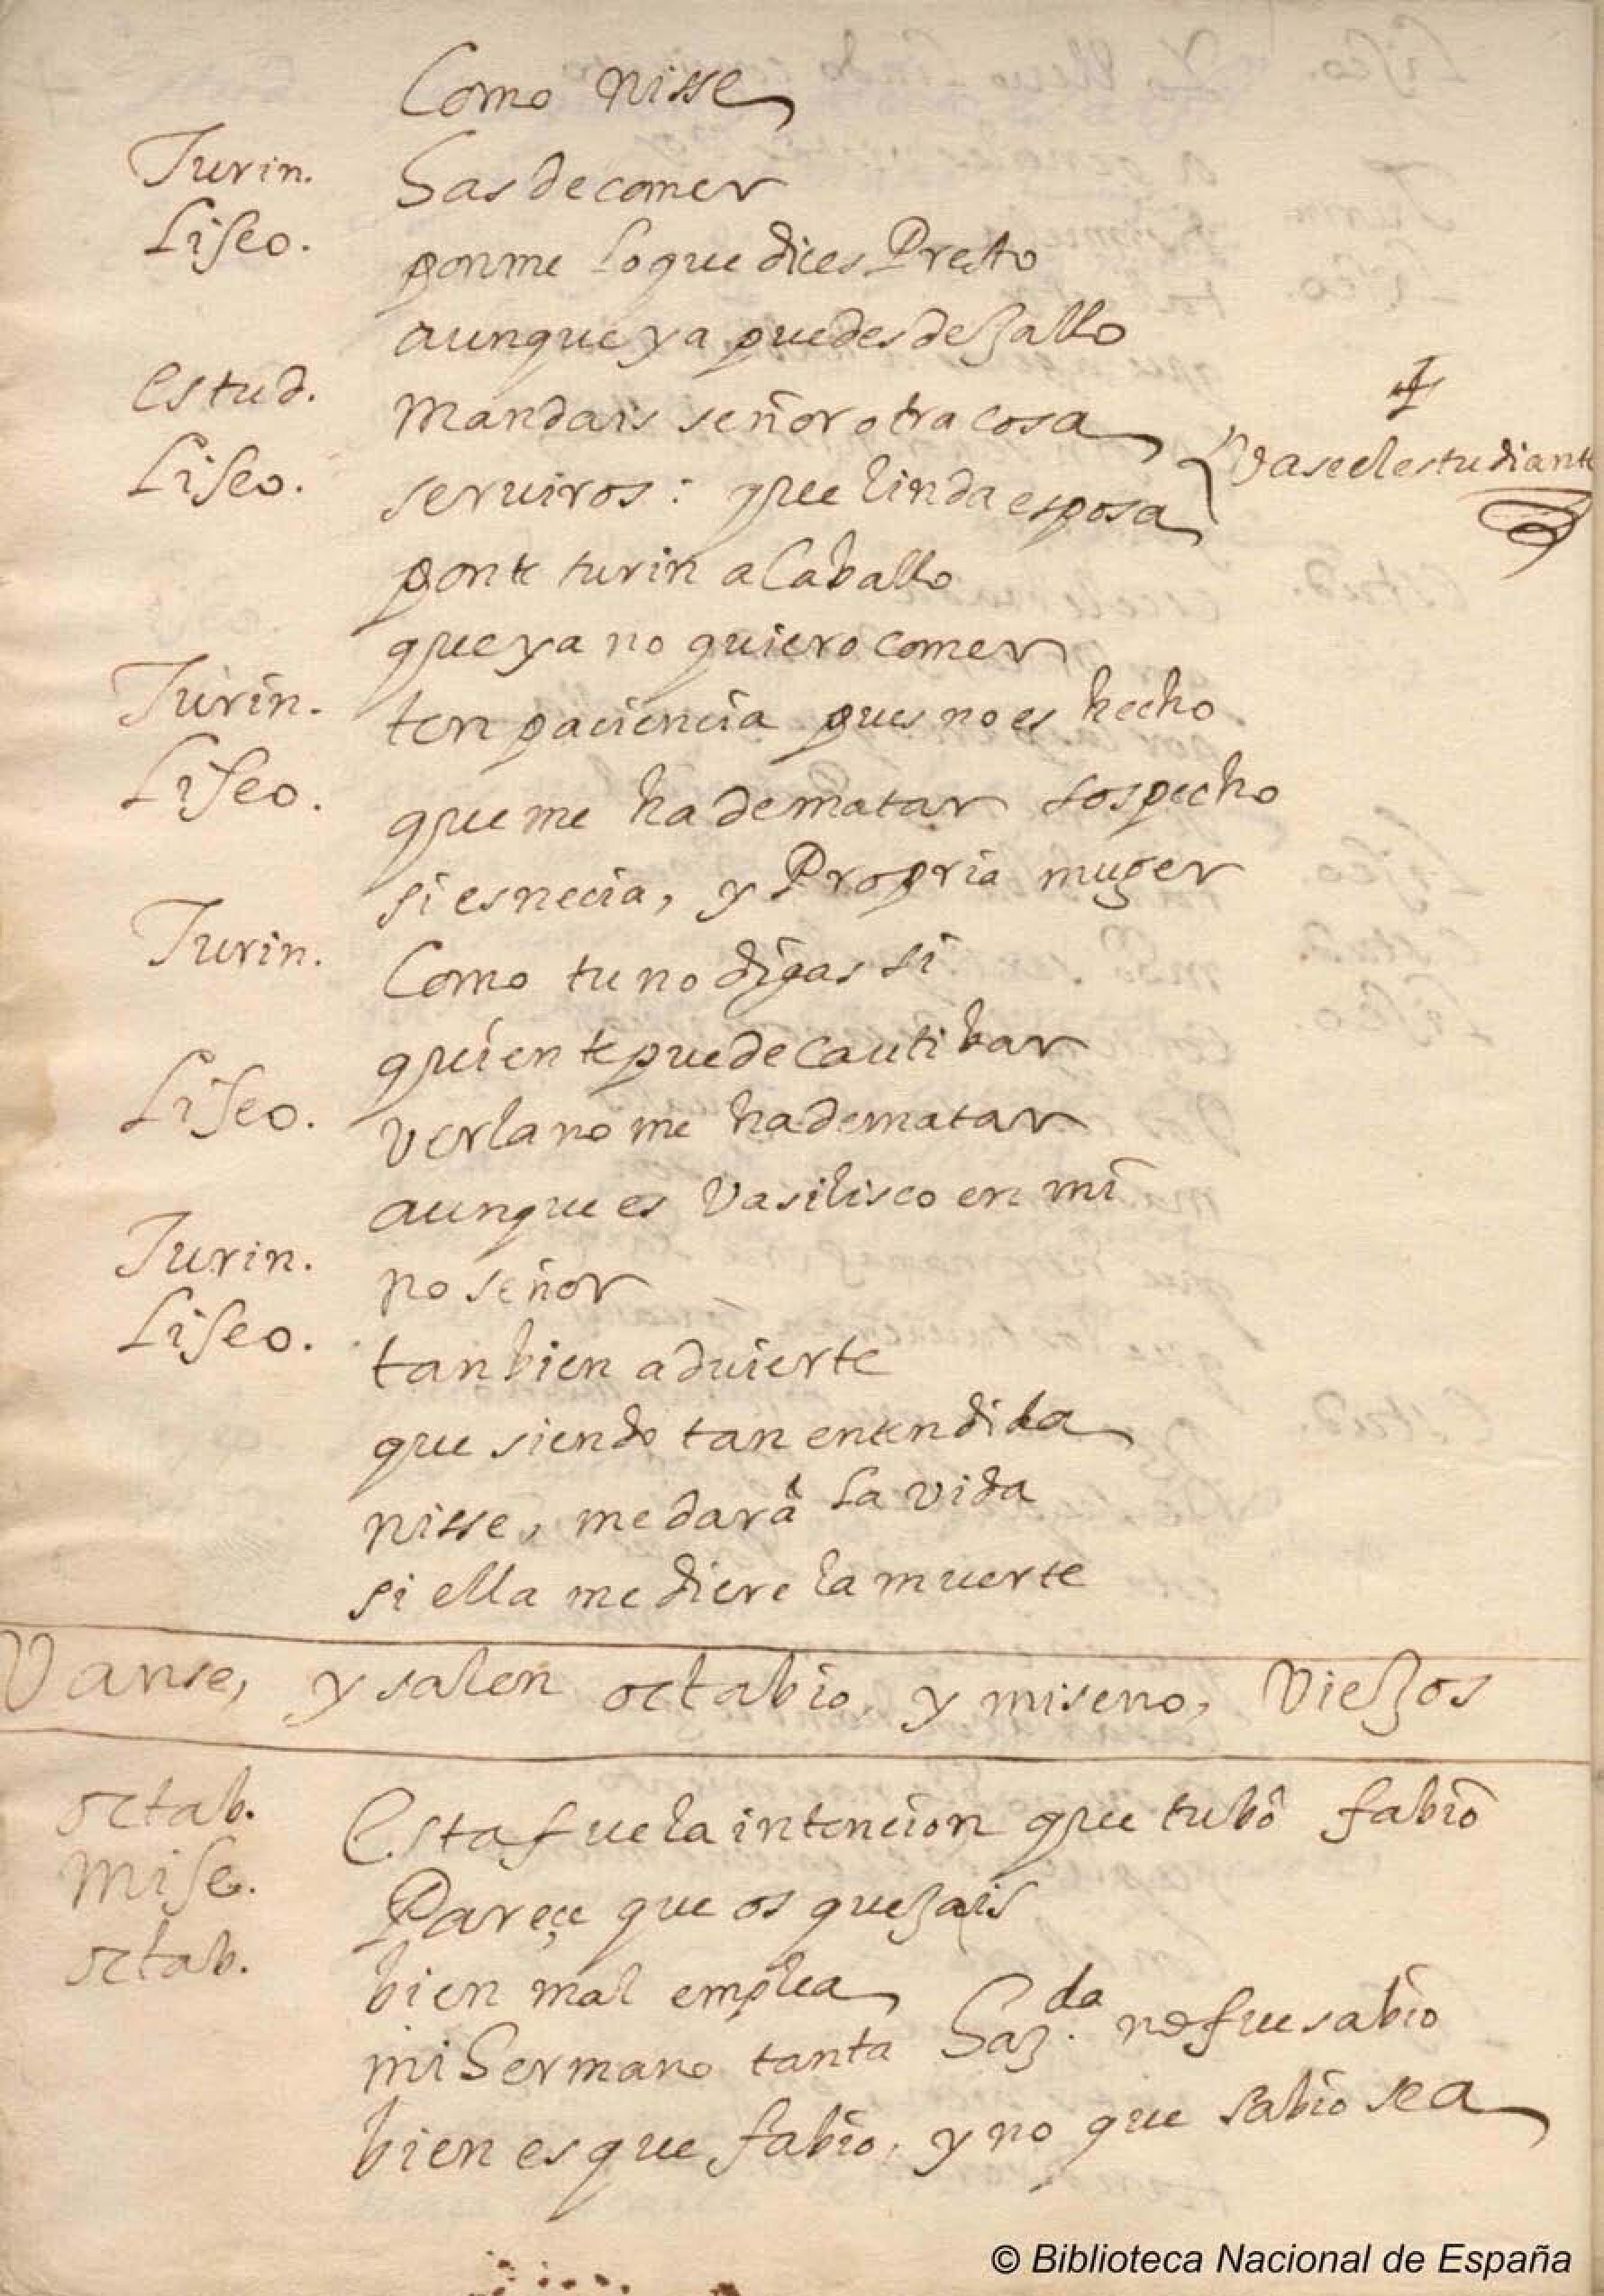 Como nisse
Turin. Has de comer
Liseo. ponme lo que dices Presto
aunque ya puedes dejallo
estud. Mandais señor otra cosa
Vase el estudiante
Liseo. seruiros: que linda esposa
ponte turin a Caballo
que ya no quiero comer
Turin. ten paciencia pues no es hecho
Liseo. que me ha de matar sospecho
si es necia, y Propria muger
Turin. Como tu no digas si
quien te puede cautibar
Liseo. verla no me ha de matar
aunque es Vasilisco en mi
Turin. no señor
Liseo. tanbien aduierte
que siendo tan entendida
nisse, me dará la vida
si ella me diere la muerte
Vanse, y salen octabio, y miseno, Viejos
octab. Esta fue la intencion que tubo fabio
Mise. Pareçe que os quejais
octab. bien mal emplea
mi hermano tanta haz.da no fue sabio
bien es que fabio, y no que sabio sea
© Biblioteca Nacional de España